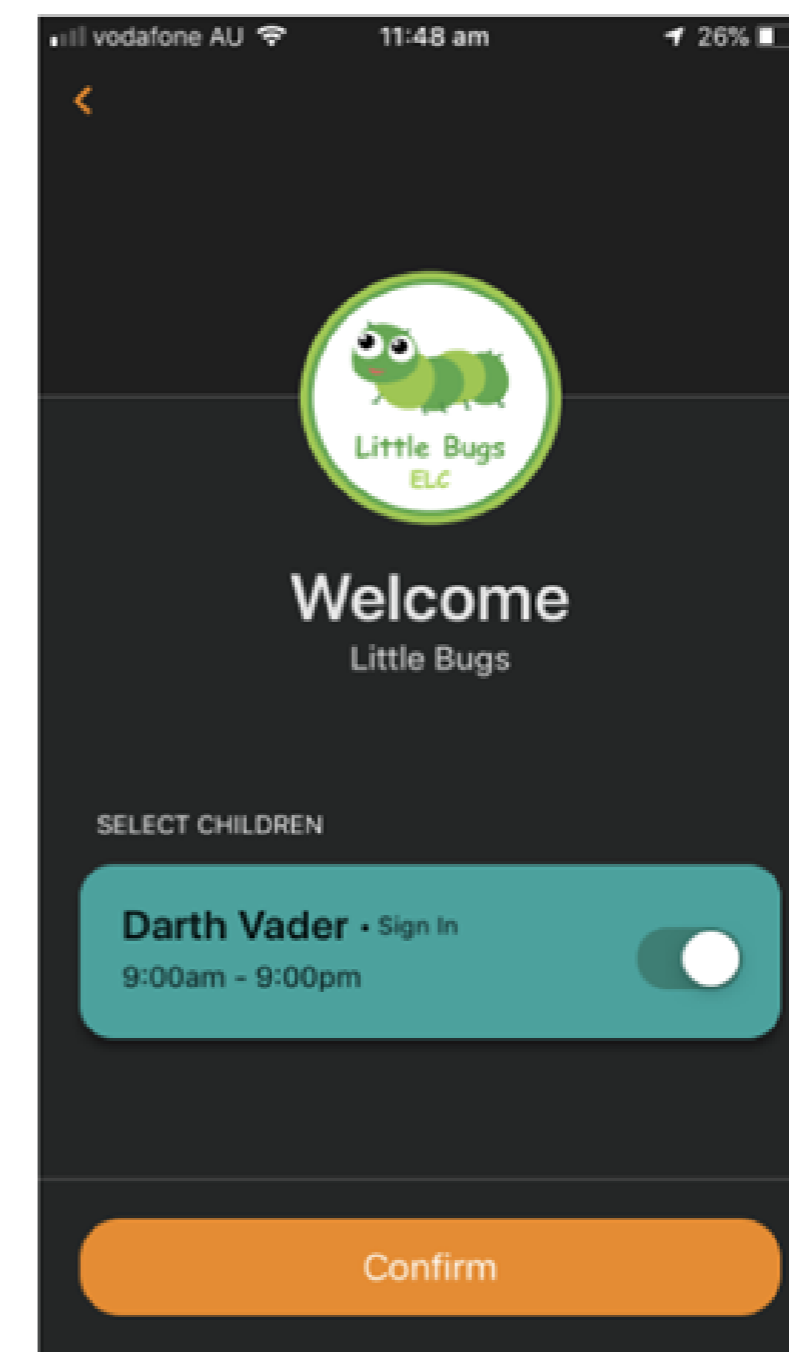 vodafone AU 11:48 am 26%
Little Bugs
ELC
Welcome
Little Bugs
SELECT CHILDREN
Darth Vader • Sign In
9:00am - 9:00pm
Confirm